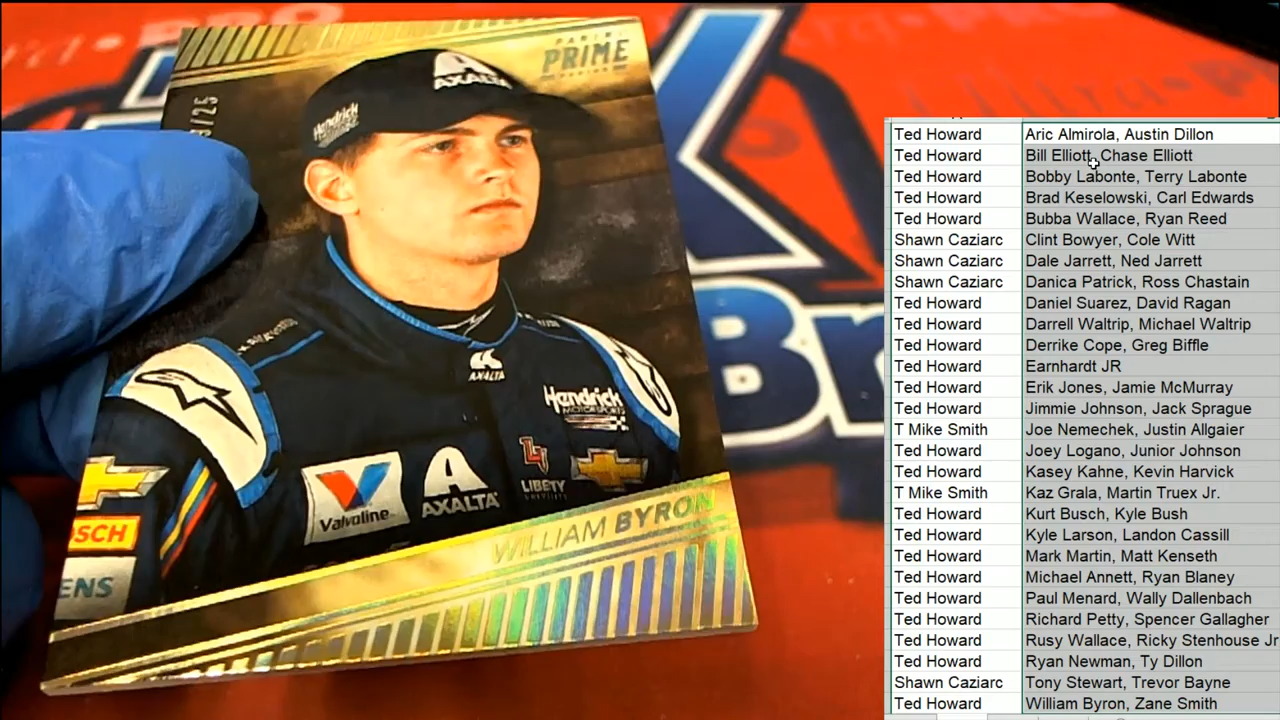 PANINI
PRIME
RACING
/25
AXALTA
Hendrick
AXALTA
Hendrick
MOTORSPORTS
Valvoline
AXALTA
LIBERTY
WILLIAM BYRON
Ted Howard Aric Almirola, Austin Dillon
Ted Howard Bill Elliott, Chase Elliott
Ted Howard Bobby Labonte, Terry Labonte
Ted Howard Brad Keselowski, Carl Edwards
Ted Howard Bubba Wallace, Ryan Reed
Shawn Caziarc Clint Bowyer, Cole Witt
Shawn Caziarc Dale Jarrett, Ned Jarrett
Shawn Caziarc Danica Patrick, Ross Chastain
Ted Howard Daniel Suarez, David Ragan
Ted Howard Darrell Waltrip, Michael Waltrip
Ted Howard Derrike Cope, Greg Biffle
Ted Howard Earnhardt JR
Ted Howard Erik Jones, Jamie McMurray
Ted Howard Jimmie Johnson, Jack Sprague
T Mike Smith Joe Nemechek, Justin Allgaier
Ted Howard Joey Logano, Junior Johnson
Ted Howard Kasey Kahne, Kevin Harvick
T Mike Smith Kaz Grala, Martin Truex Jr.
Ted Howard Kurt Busch, Kyle Bush
Ted Howard Kyle Larson, Landon Cassill
Ted Howard Mark Martin, Matt Kenseth
Ted Howard Michael Annett, Ryan Blaney
Ted Howard Paul Menard, Wally Dallenbach
Ted Howard Richard Petty, Spencer Gallagher
Ted Howard Rusy Wallace, Ricky Stenhouse Jr
Ted Howard Ryan Newman, Ty Dillon
Shawn Caziarc Tony Stewart, Trevor Bayne
Ted Howard William Byron, Zane Smith